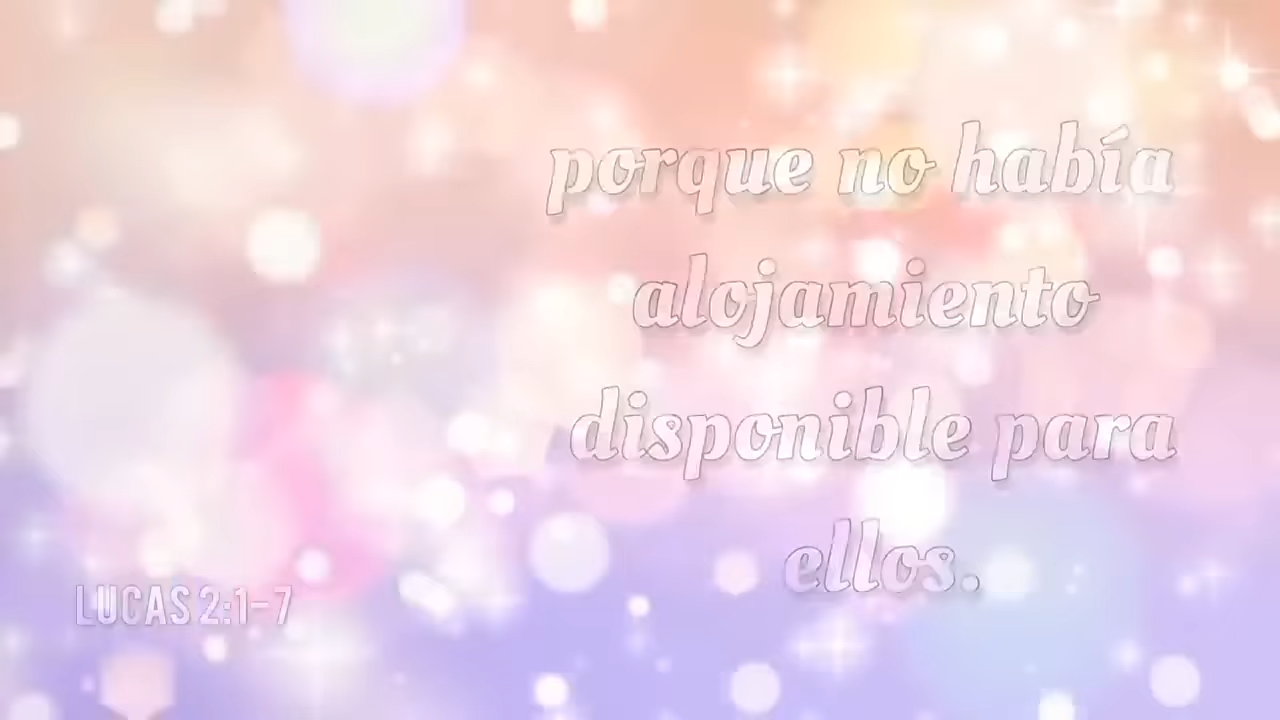 porque no había
alojamiento
disponible para
ellos.
LUCAS 2:1-7